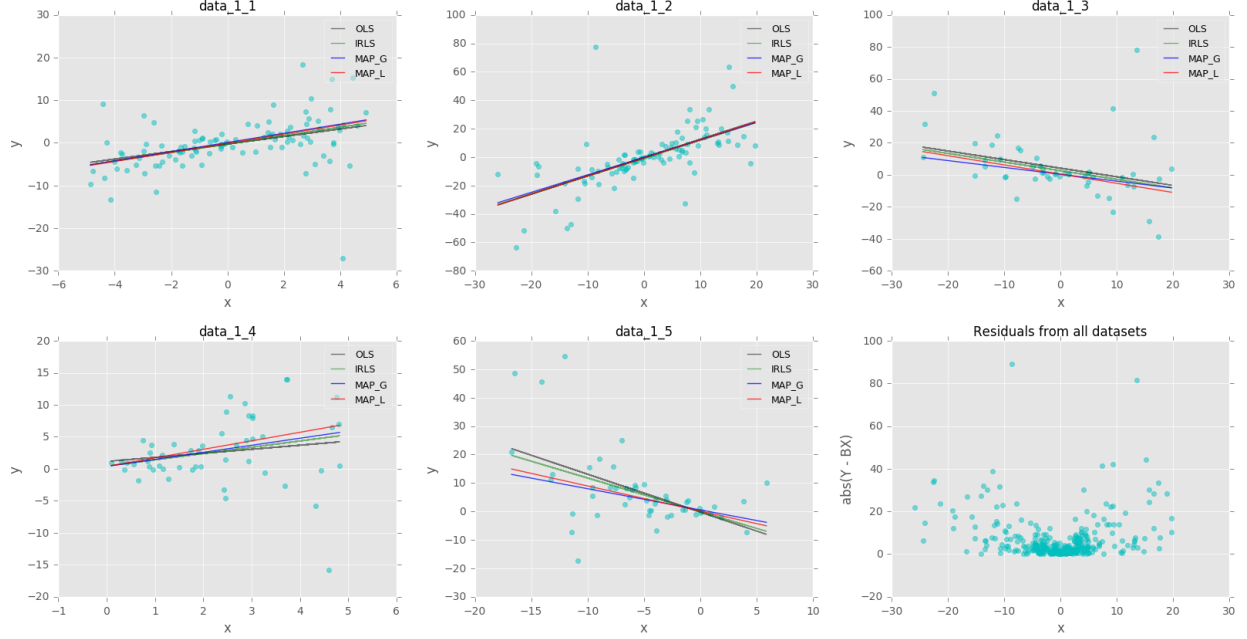 data_1_1
30
20
10
0
−10
−20
−30
y
−6
−4
−2
0
2
4
6
x
OLS
IRLS
MAP_G
MAP_L
data_1_2
100
80
60
40
20
0
−20
−40
−60
−80
y
−30
−20
−10
0
10
20
30
x
OLS
IRLS
MAP_G
MAP_L
data_1_3
100
80
60
40
20
0
−20
−40
−60
y
−30
−20
−10
0
10
20
30
x
OLS
IRLS
MAP_G
MAP_L
data_1_4
20
15
10
5
0
−5
−10
−15
−20
y
−1
0
1
2
3
4
5
6
x
OLS
IRLS
MAP_G
MAP_L
data_1_5
60
50
40
30
20
10
0
−10
−20
−30
y
−20
−15
−10
−5
0
5
10
x
OLS
IRLS
MAP_G
MAP_L
Residuals from all datasets
100
80
60
40
20
0
−20
abs(Y - BX)
−30
−20
−10
0
10
20
30
x